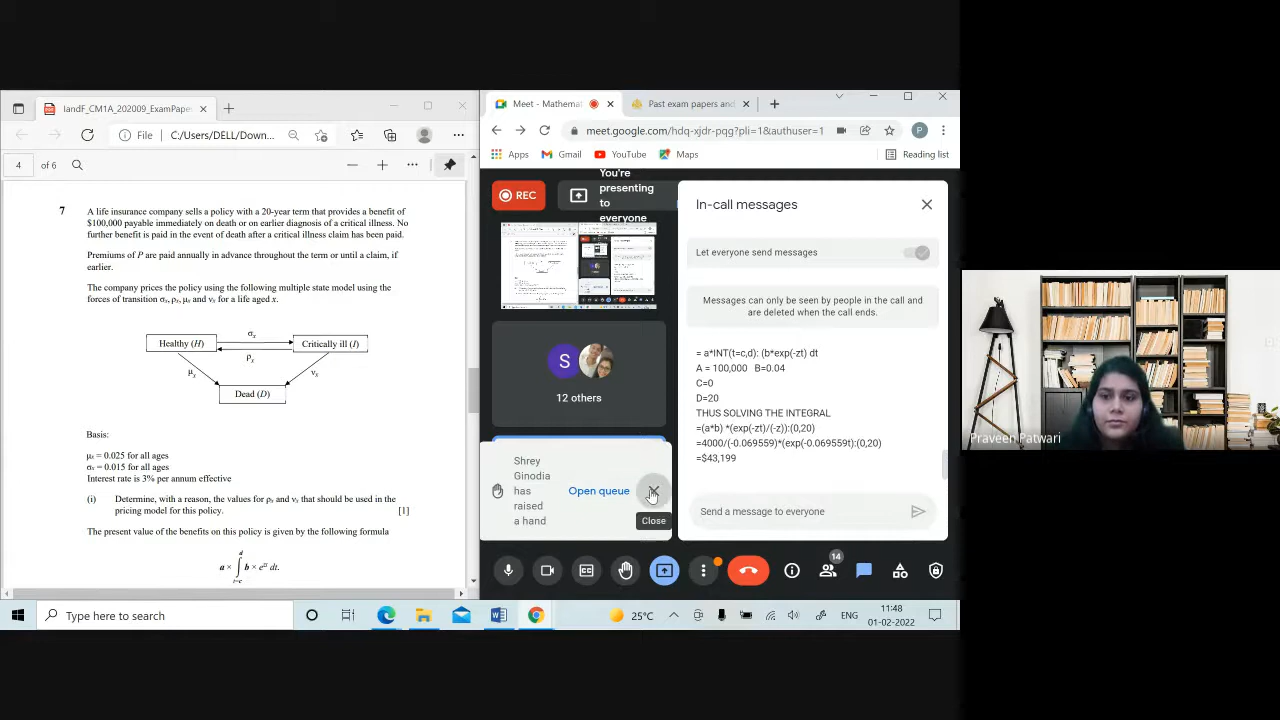 IandF_CM1A_202009_ExamPape
File
C:/Users/DELL/Down...
4
of 6
7
A life insurance company sells a policy with a 20-year term that provides a benefit of
$100,000 payable immediately on death or on earlier diagnosis of a critical illness. No
further benefit is paid in the event of death after a critical illness claim has been paid.
Premiums of P are paid annually in advance throughout the term or until a claim, if
earlier.
The company prices the policy using the following multiple state model using the
forces of transition σx, ρx, μx and νx for a life aged x.
σx
Healthy (H)
Critically ill (I)
ρx
μx
νx
Dead (D)
Basis:
μx = 0.025 for all ages
σx = 0.015 for all ages
Interest rate is 3% per annum effective
(i) Determine, with a reason, the values for ρx and νx that should be used in the
pricing model for this policy. [1]
The present value of the benefits on this policy is given by the following formula
a × ∫ b × e^zt dt.
d
t=c
Meet - Mathemat
Past exam papers and
meet.google.com/hdq-xjdr-pqg?pli=1&authuser=1
Apps
Gmail
YouTube
Maps
Reading list
REC
You're
presenting
to
everyone
S
12 others
Shrey
Ginodia
has
raised
a hand
Open queue
Close
In-call messages
Let everyone send messages
Messages can only be seen by people in the call and
are deleted when the call ends.
= a*INT(t=c,d): (b*exp(-zt) dt
A = 100,000 B=0.04
C=0
D=20
THUS SOLVING THE INTEGRAL
=(a*b) *(exp(-zt)/(-z)):(0,20)
=4000/(-0.069559)*(exp(-0.069559t):(0,20)
=$43,199
Send a message to everyone
14
Praveen Patwari
Type here to search
25°C
ENG
11:48
01-02-2022